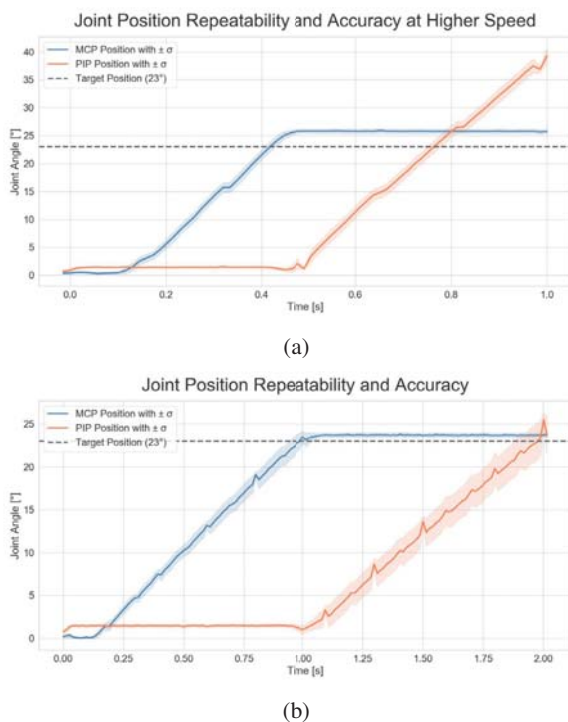 Joint Position Repeatability and Accuracy at Higher Speed
MCP Position with ± σ
PIP Position with ± σ
Target Position (23°)
Joint Angle [°]
40
35
30
25
20
15
10
5
0
0.0 0.2 0.4 0.6 0.8 1.0
Time [s]
(a)
Joint Position Repeatability and Accuracy
MCP Position with ± σ
PIP Position with ± σ
Target Position (23°)
Joint Angle [°]
25
20
15
10
5
0
0.00 0.25 0.50 0.75 1.00 1.25 1.50 1.75 2.00
Time [s]
(b)